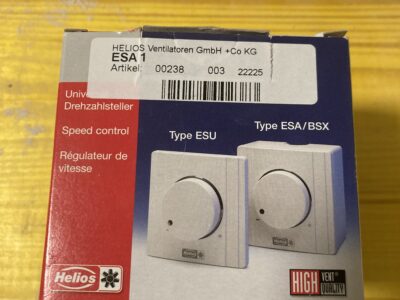 HELIOS Ventilatoren GmbH +Co KG
ESA 1
Artikel: 00238 003 22225
Drehzahlsteller
Speed control
Régulateur de
vitesse
Type ESU
Type ESA/BSX
Helios
HIGH VENT QUALITY